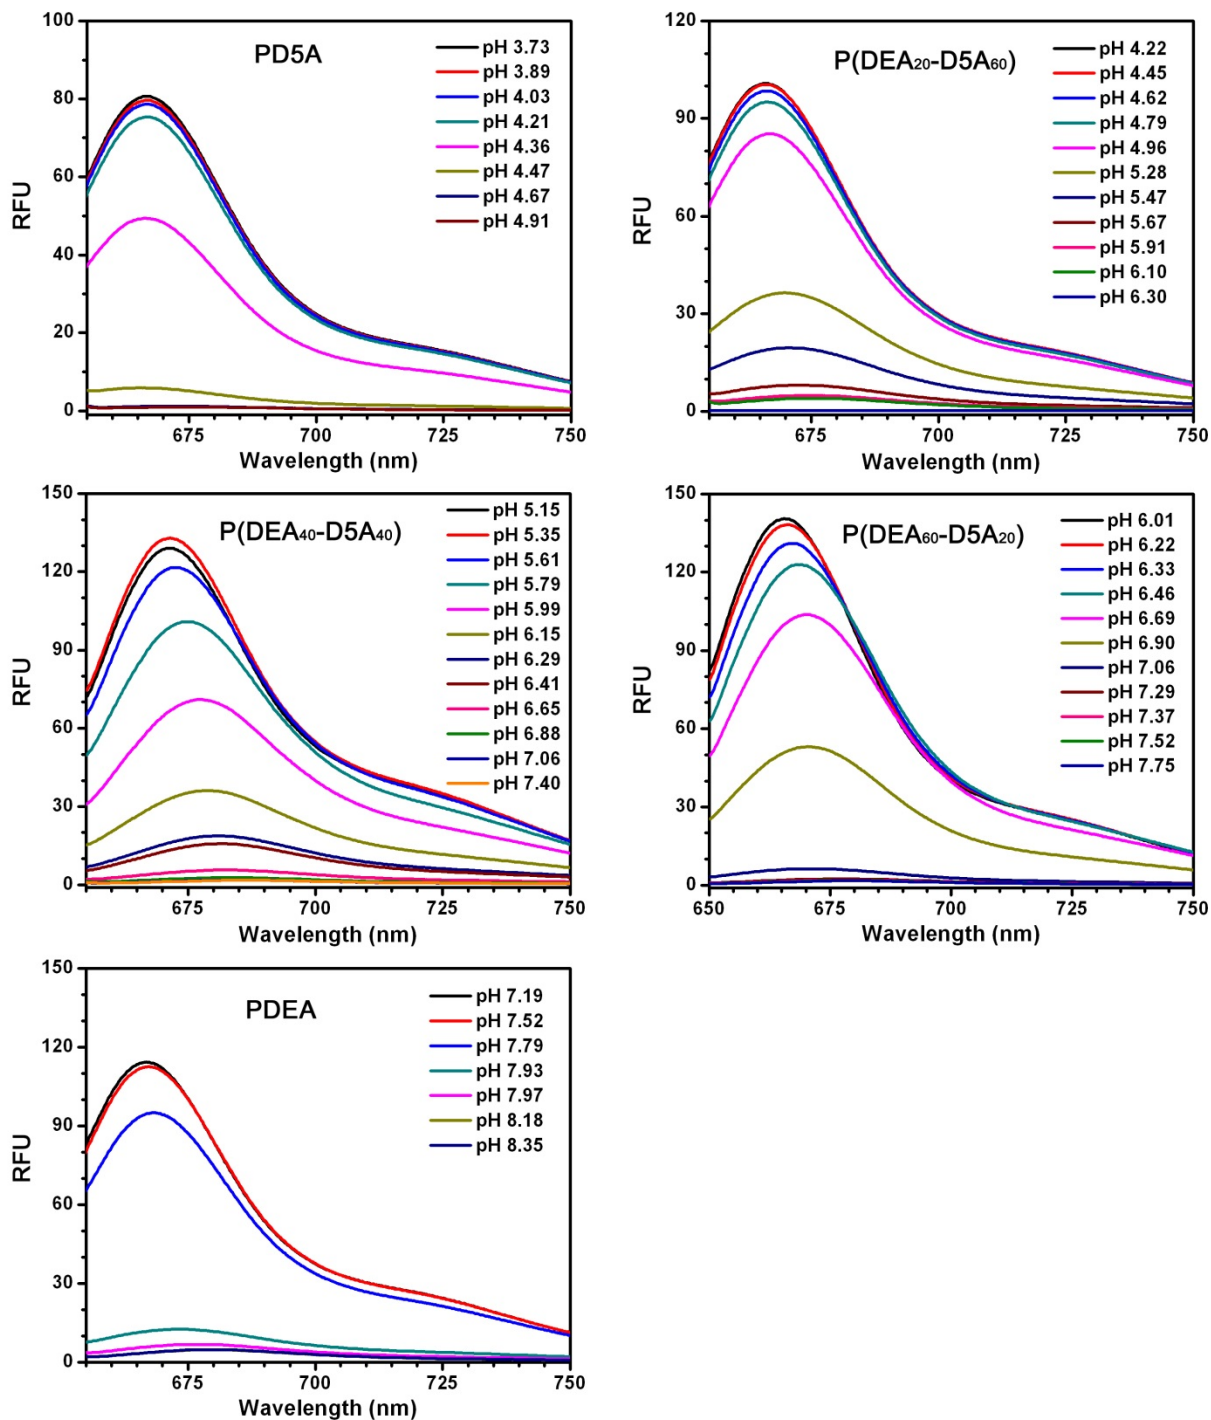 PD5A
pH 3.73
pH 3.89
pH 4.03
pH 4.21
pH 4.36
pH 4.47
pH 4.67
pH 4.91
100
80
60
40
20
0
RFU
675 700 725 750
Wavelength (nm)
P(DEA₂₀-D5A₆₀)
pH 4.22
pH 4.45
pH 4.62
pH 4.79
pH 4.96
pH 5.28
pH 5.47
pH 5.67
pH 5.91
pH 6.10
pH 6.30
120
90
60
30
0
RFU
675 700 725 750
Wavelength (nm)
P(DEA₄₀-D5A₄₀)
pH 5.15
pH 5.35
pH 5.61
pH 5.79
pH 5.99
pH 6.15
pH 6.29
pH 6.41
pH 6.65
pH 6.88
pH 7.06
pH 7.40
150
120
90
60
30
0
RFU
675 700 725 750
Wavelength (nm)
P(DEA₆₀-D5A₂₀)
pH 6.01
pH 6.22
pH 6.33
pH 6.46
pH 6.69
pH 6.90
pH 7.06
pH 7.29
pH 7.37
pH 7.52
pH 7.75
150
120
90
60
30
0
RFU
650 675 700 725 750
Wavelength (nm)
PDEA
pH 7.19
pH 7.52
pH 7.79
pH 7.93
pH 7.97
pH 8.18
pH 8.35
150
120
90
60
30
0
RFU
675 700 725 750
Wavelength (nm)